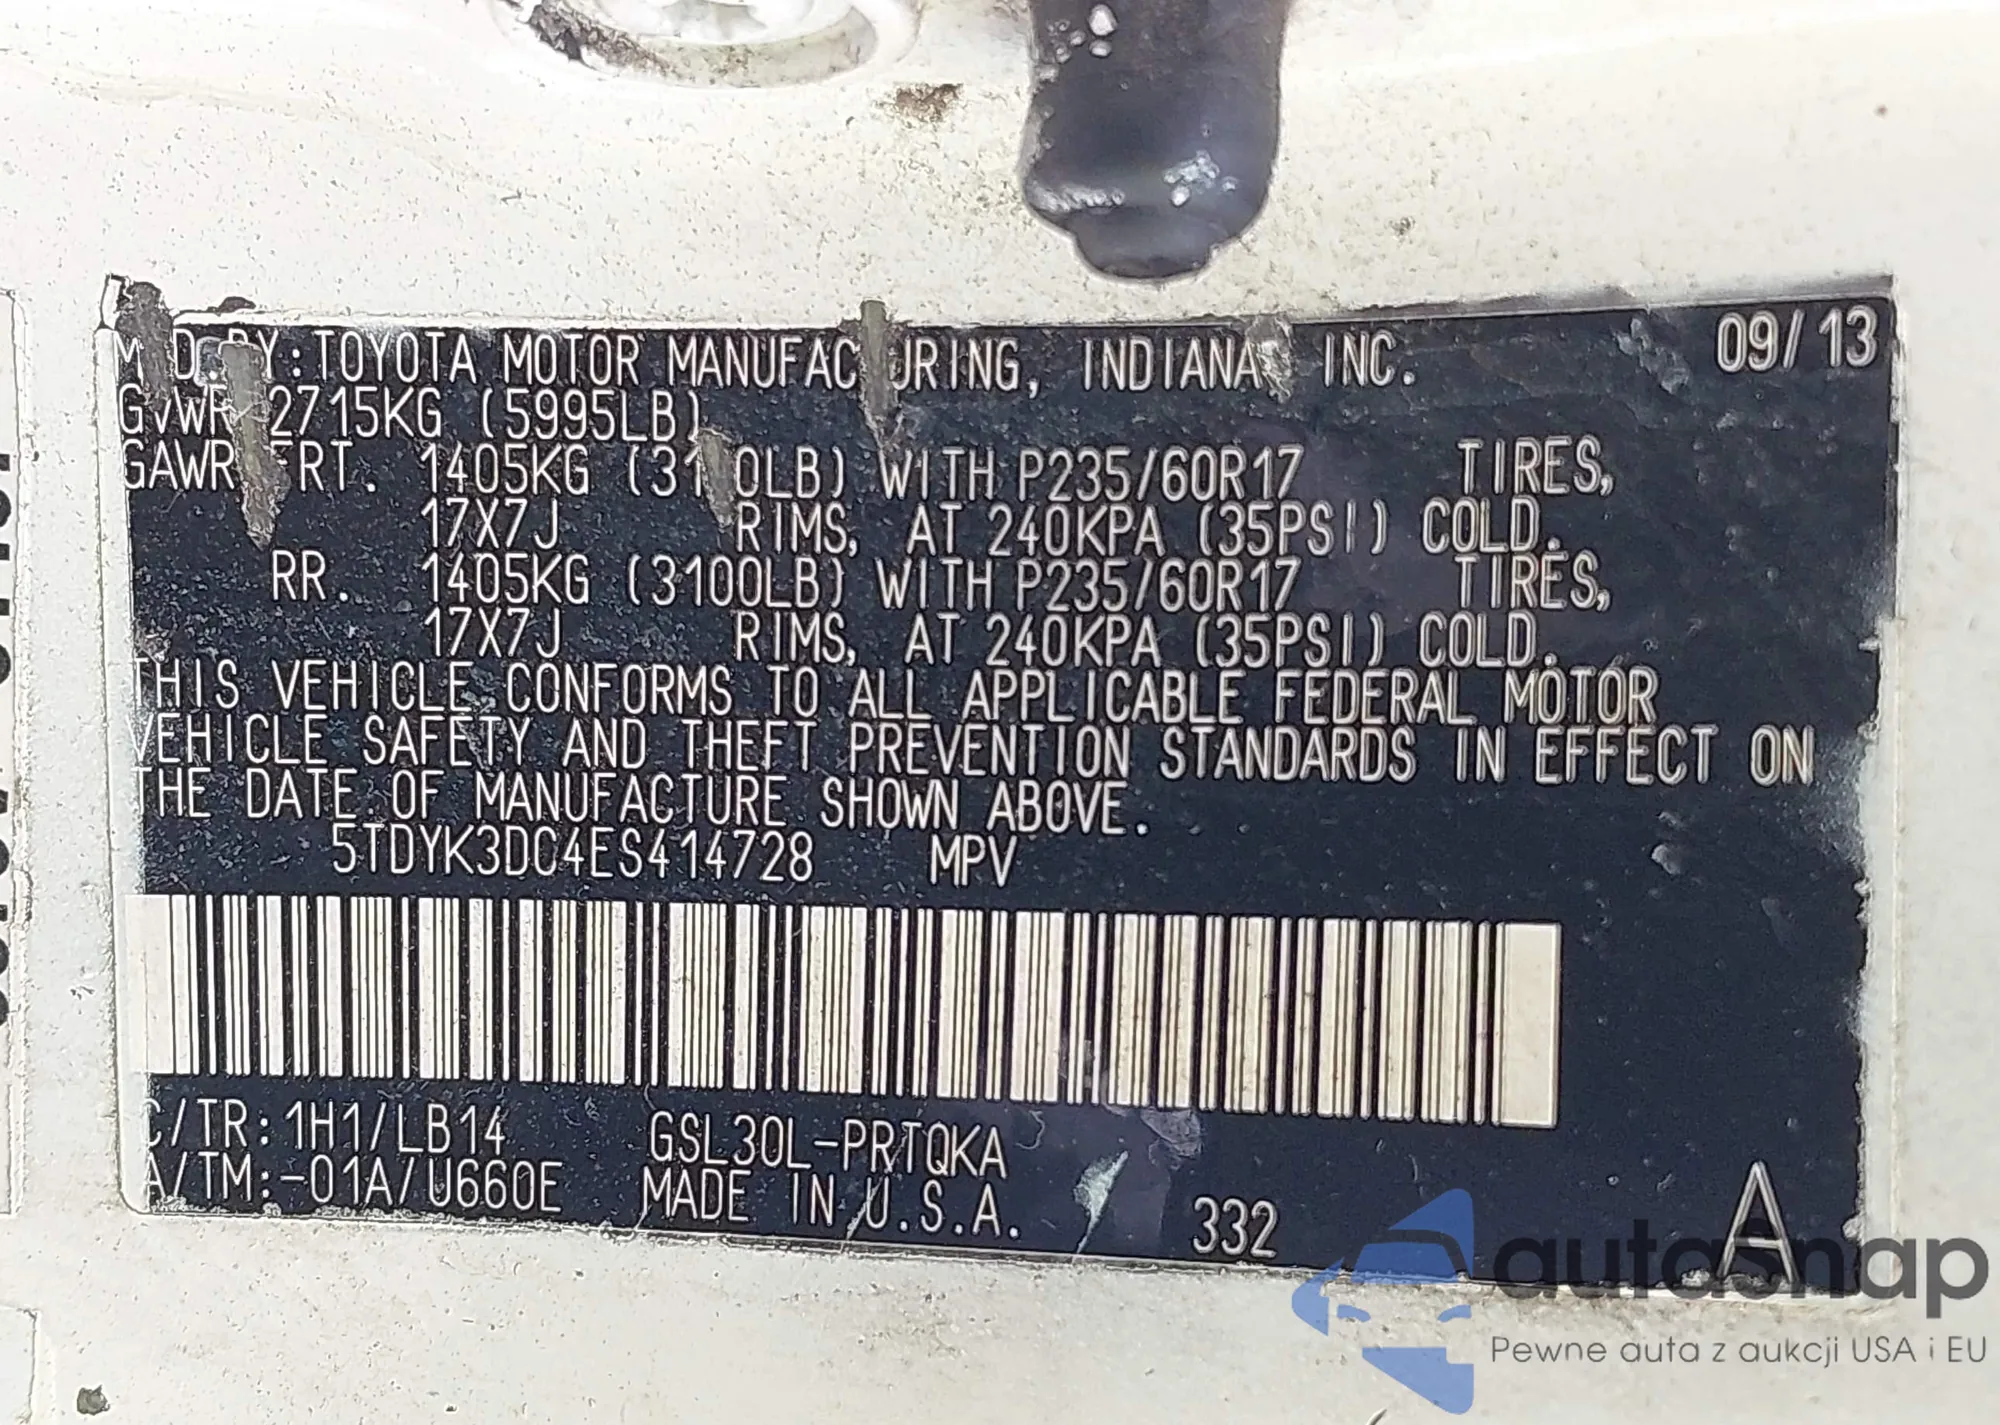 MFD.BY:TOYOTA MOTOR MANUFACTURING, INDIANA, INC. 09/13
GVWR 2715KG (5995LB)
GAWR FRT. 1405KG (3100LB) WITH P235/60R17 TIRES,
17X7J RIMS, AT 240KPA (35PSI) COLD.
RR. 1405KG (3100LB) WITH P235/60R17 TIRES,
17X7J RIMS, AT 240KPA (35PSI) COLD.
THIS VEHICLE CONFORMS TO ALL APPLICABLE FEDERAL MOTOR
VEHICLE SAFETY AND THEFT PREVENTION STANDARDS IN EFFECT ON
THE DATE OF MANUFACTURE SHOWN ABOVE.
5TDYK3DC4ES414728 MPV
C/TR:1H1/LB14 GSL30L-PRTQKA
A/TM:-01A/U660E MADE IN U.S.A. 332 A
autosnap
Pewne auta z aukcji USA i EU